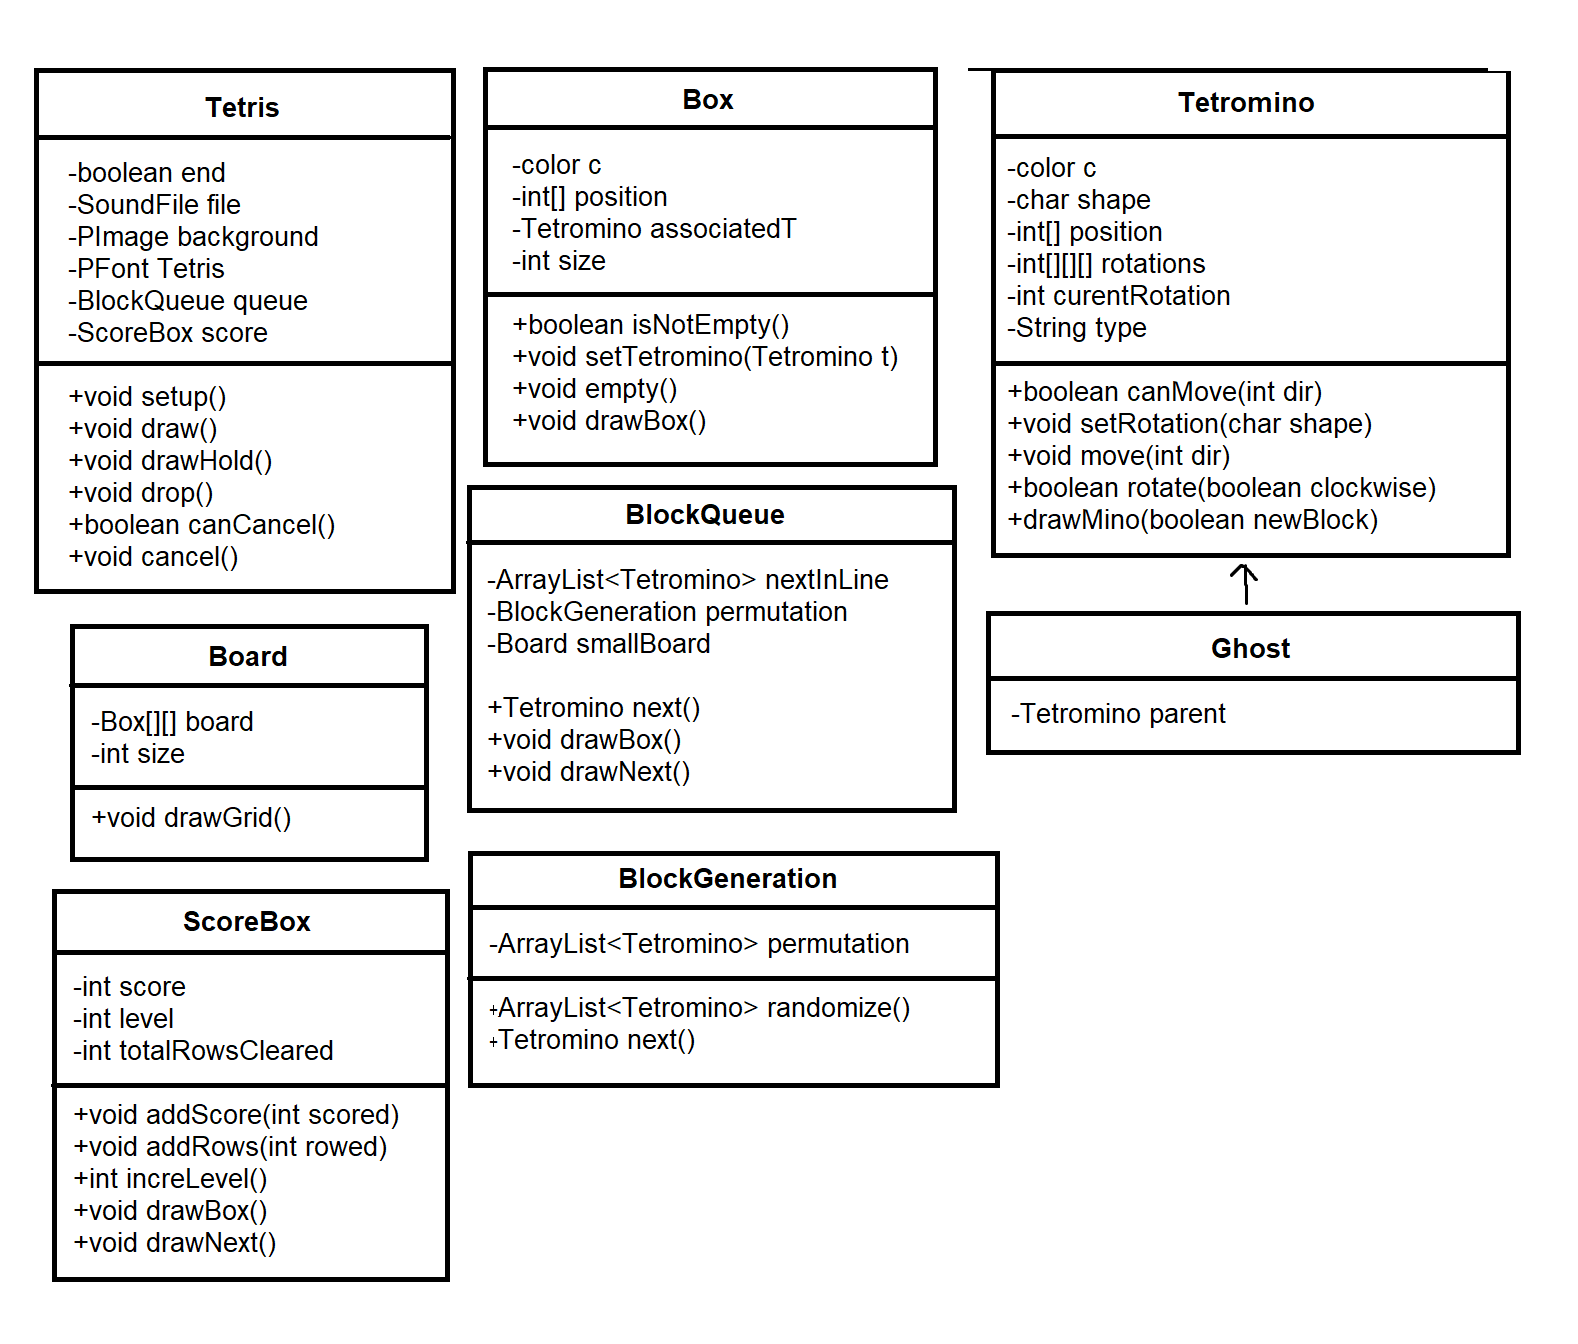 Tetris
-boolean end
-SoundFile file
-PImage background
-PFont Tetris
-BlockQueue queue
-ScoreBox score
+void setup()
+void draw()
+void drawHold()
+void drop()
+boolean canCancel()
+void cancel()
Box
-color c
-int[] position
-Tetromino associatedT
-int size
+boolean isNotEmpty()
+void setTetromino(Tetromino t)
+void empty()
+void drawBox()
Tetromino
-color c
-char shape
-int[] position
-int[][][] rotations
-int curentRotation
-String type
+boolean canMove(int dir)
+void setRotation(char shape)
+void move(int dir)
+boolean rotate(boolean clockwise)
+drawMino(boolean newBlock)
BlockQueue
-ArrayList<Tetromino> nextInLine
-BlockGeneration permutation
-Board smallBoard
+Tetromino next()
+void drawBox()
+void drawNext()
Ghost
-Tetromino parent
Board
-Box[][] board
-int size
+void drawGrid()
BlockGeneration
-ArrayList<Tetromino> permutation
+ArrayList<Tetromino> randomize()
+Tetromino next()
ScoreBox
-int score
-int level
-int totalRowsCleared
+void addScore(int scored)
+void addRows(int rowed)
+int increLevel()
+void drawBox()
+void drawNext()